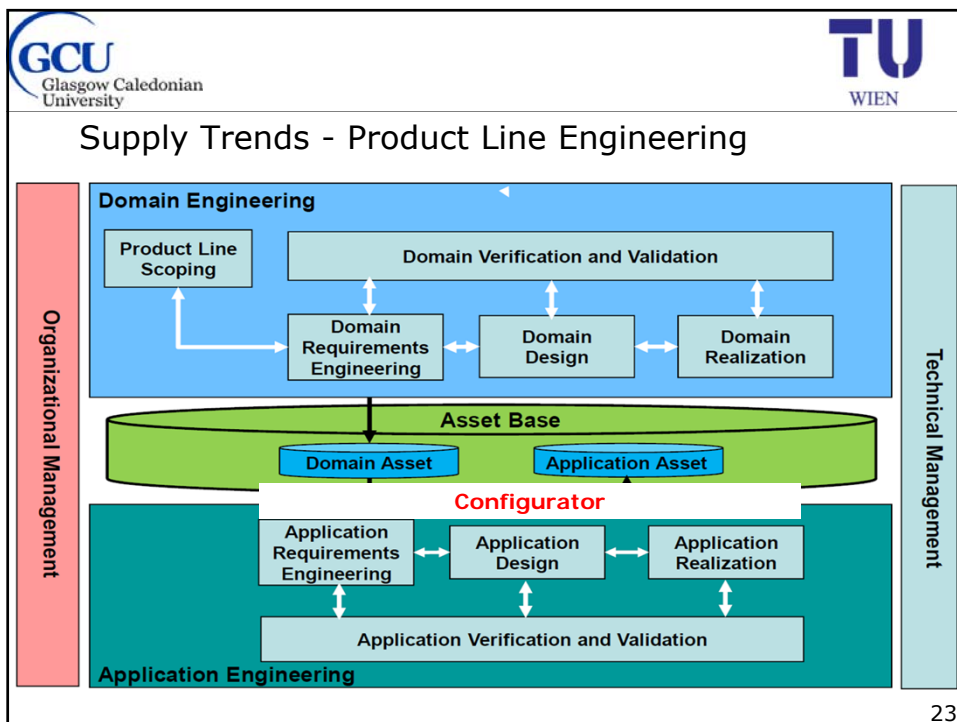 GCU
Glasgow Caledonian
University
TU
WIEN
Supply Trends - Product Line Engineering
Organizational Management
Domain Engineering
Product Line
Scoping
Domain Verification and Validation
Domain
Requirements
Engineering
Domain
Design
Domain
Realization
Asset Base
Domain Asset
Application Asset
Configurator
Application
Requirements
Engineering
Application
Design
Application
Realization
Application Verification and Validation
Application Engineering
Technical Management
23